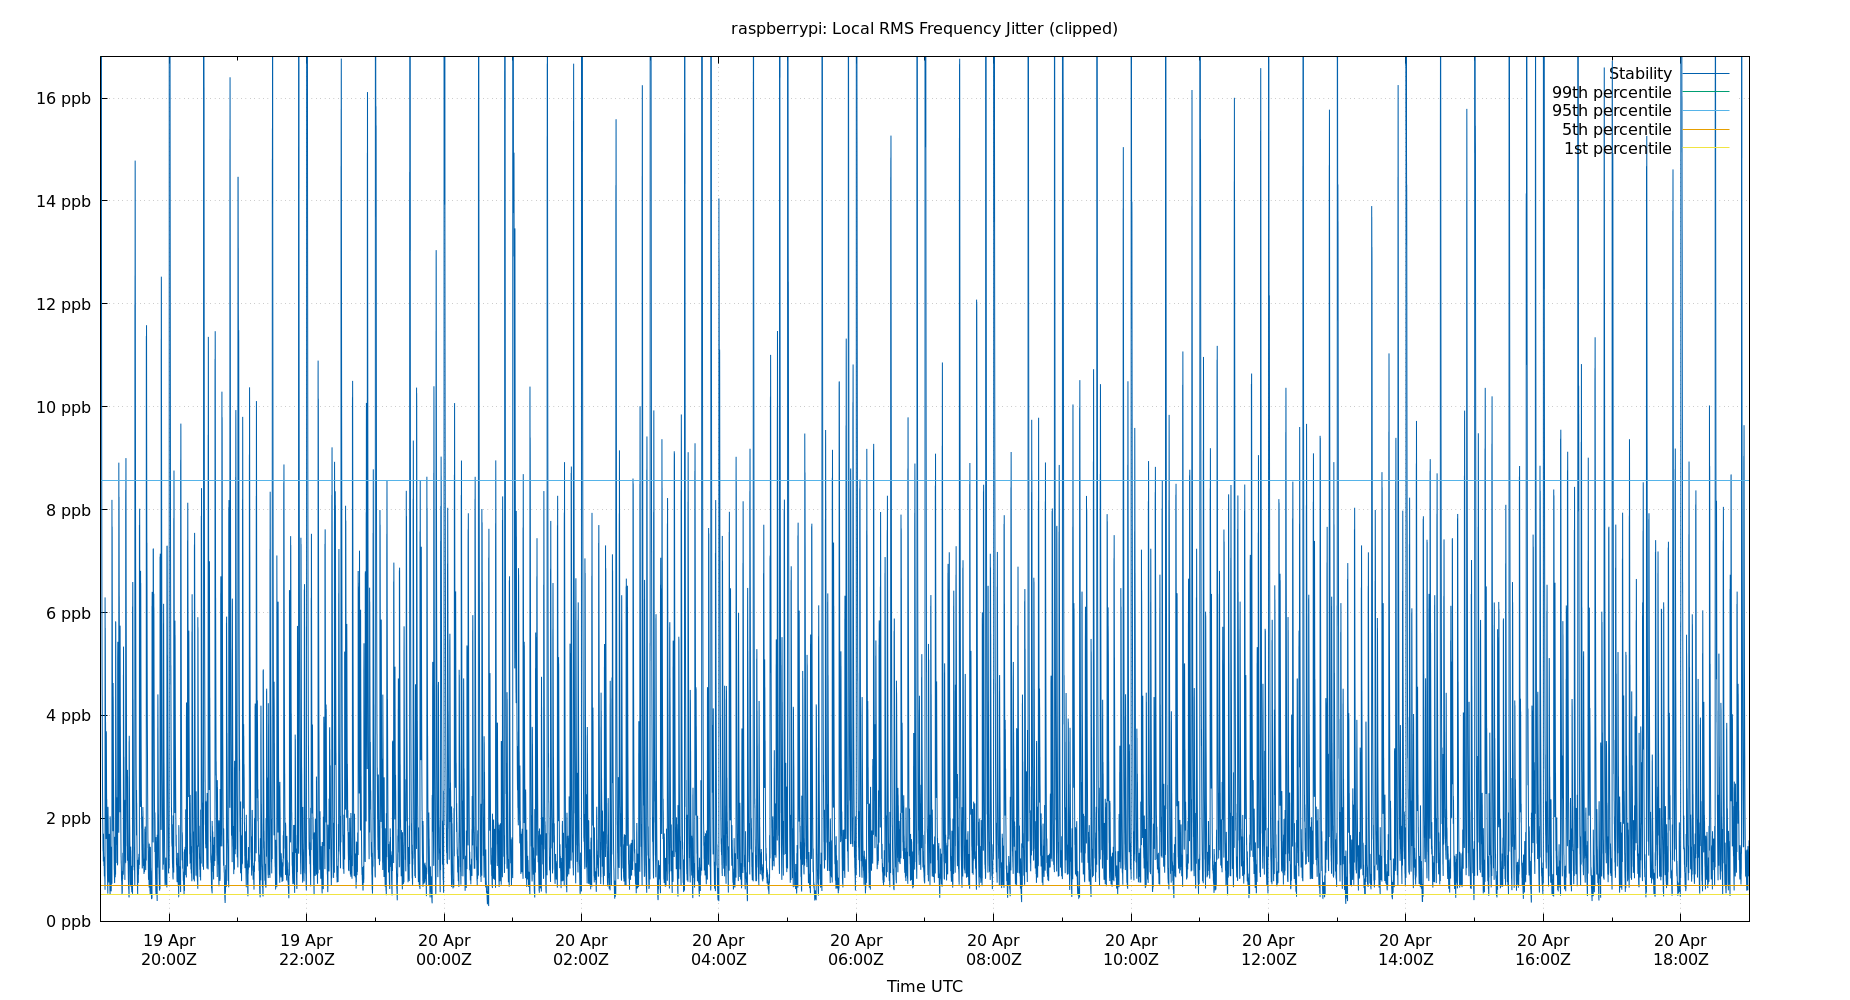 raspberrypi: Local RMS Frequency Jitter (clipped)
Stability
99th percentile
95th percentile
5th percentile
1st percentile
16 ppb
14 ppb
12 ppb
10 ppb
8 ppb
6 ppb
4 ppb
2 ppb
0 ppb
19 Apr 19 Apr 20 Apr 20 Apr 20 Apr 20 Apr 20 Apr 20 Apr 20 Apr 20 Apr 20 Apr 20 Apr
20:00Z 22:00Z 00:00Z 02:00Z 04:00Z 06:00Z 08:00Z 10:00Z 12:00Z 14:00Z 16:00Z 18:00Z
Time UTC